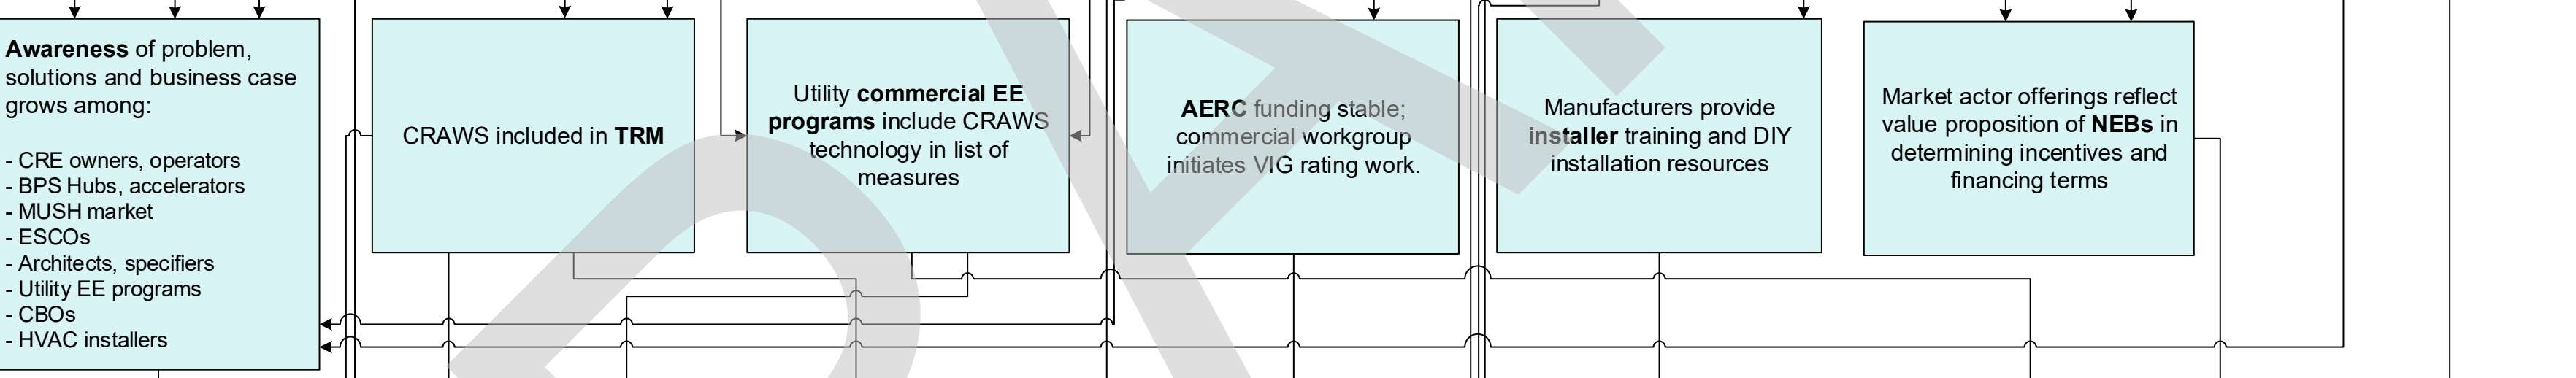 Awareness of problem,
solutions and business case
grows among:
- CRE owners, operators
- BPS Hubs, accelerators
- MUSH market
- ESCOs
- Architects, specifiers
- Utility EE programs
- CBOs
- HVAC installers
CRAWS included in TRM
Utility commercial EE
programs include CRAWS
technology in list of
measures
AERC funding stable;
commercial workgroup
initiates VIG rating work.
Manufacturers provide
installer training and DIY
installation resources
Market actor offerings reflect
value proposition of NEBs in
determining incentives and
financing terms